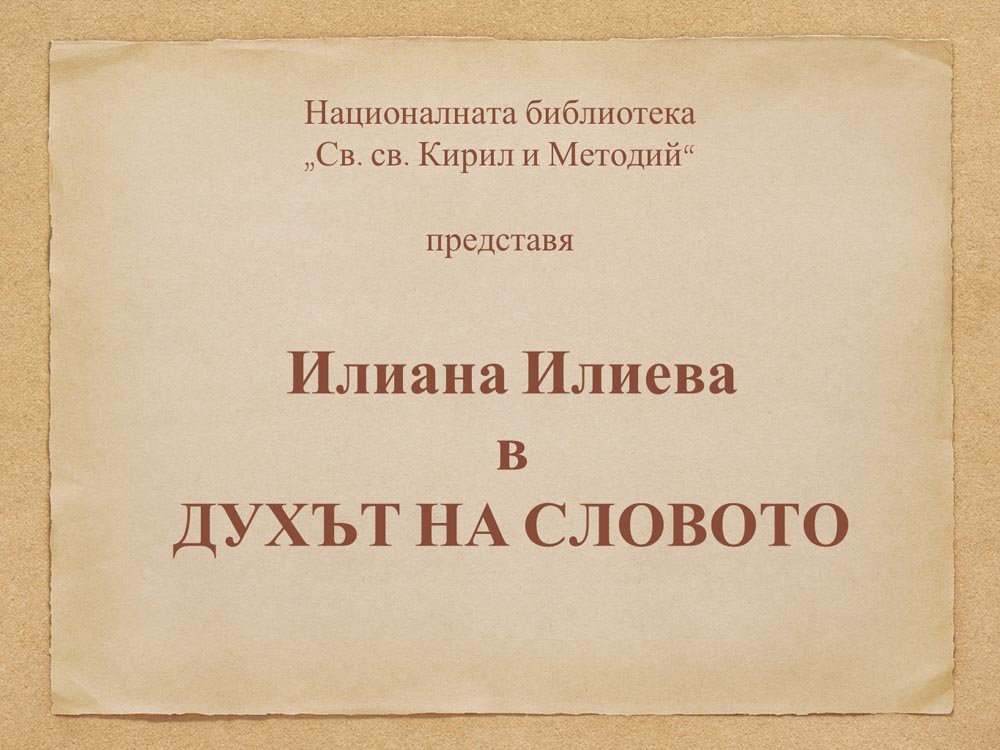 Националната библиотека
„Св. св. Кирил и Методий“
представя
Илиана Илиева
в
ДУХЪТ НА СЛОВОТО